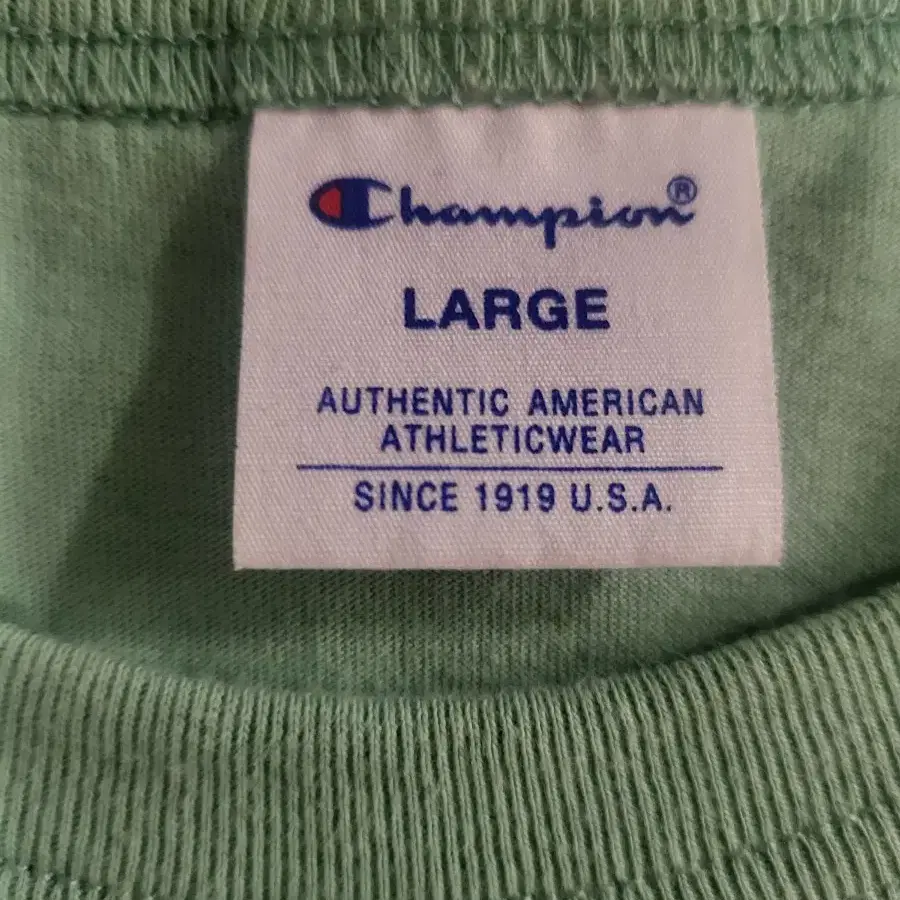 Champion®
LARGE
AUTHENTIC AMERICAN
ATHLETICWEAR
SINCE 1919 U.S.A.